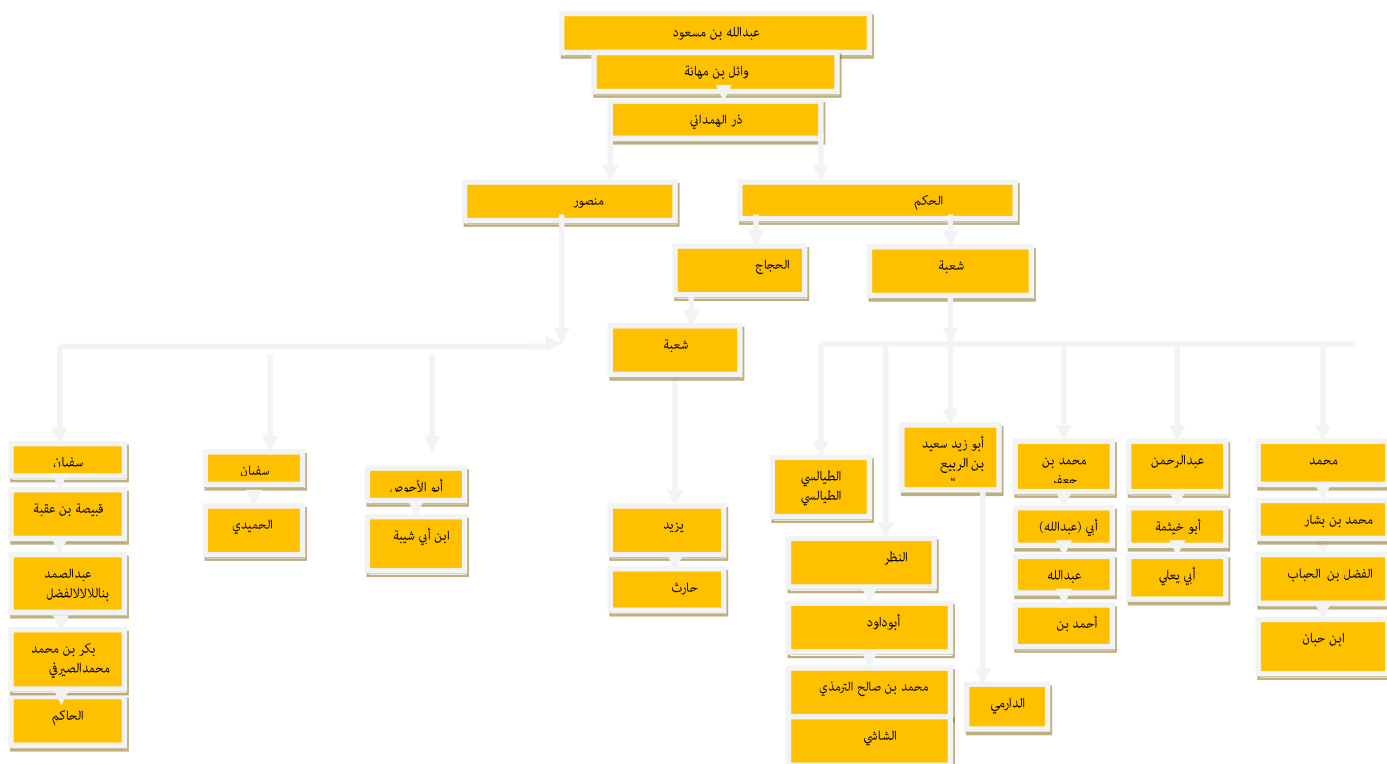 عبدالله بن مسعود
وائل بن مهانة
ذر الهمداني
الحكم
منصور
شعبة
الحجاج
شعبة
محمد
محمد بن بشار
الفضل بن الحباب
ابن حبان
عبدالرحمن
أبو خيثمة
أبي يعلي
محمد بن
جعف
أبي (عبدالله)
عبدالله
أحمد بن
أبو زيد سعيد
بن الربيع
الدارمي
النظر
أبوداود
محمد بن صالح الترمذي
الشاشي
الطيالسي
الطيالسي
يزيد
حارث
أبو الأحوص
ابن أبي شيبة
سفيان
الحميدي
سفيان
قبيصة بن عقبة
عبدالصمد
بناللالالالفضل
بكر بن محمد
محمدالصيرفي
الحاكم